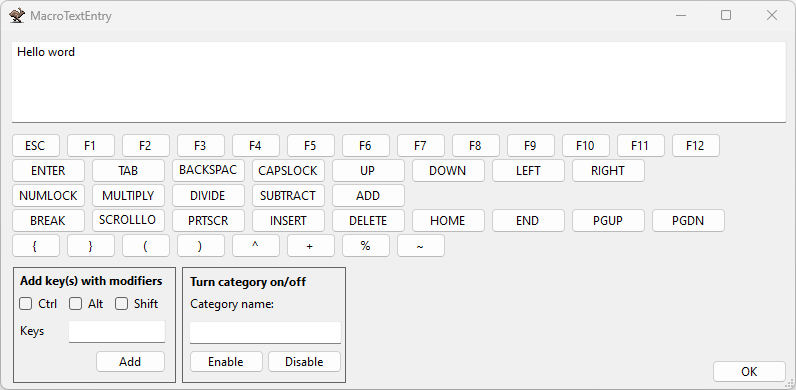 MacroTextEntry
Hello word
ESC F1 F2 F3 F4 F5 F6 F7 F8 F9 F10 F11 F12
ENTER TAB BACKSPAC CAPSLOCK UP DOWN LEFT RIGHT
NUMLOCK MULTIPLY DIVIDE SUBTRACT ADD
BREAK SCROLLLO PRTSCR INSERT DELETE HOME END PGUP PGDN
{ } ( ) ^ + % ~
Add key(s) with modifiers
Ctrl Alt Shift
Keys
Add
Turn category on/off
Category name:
Enable Disable
OK